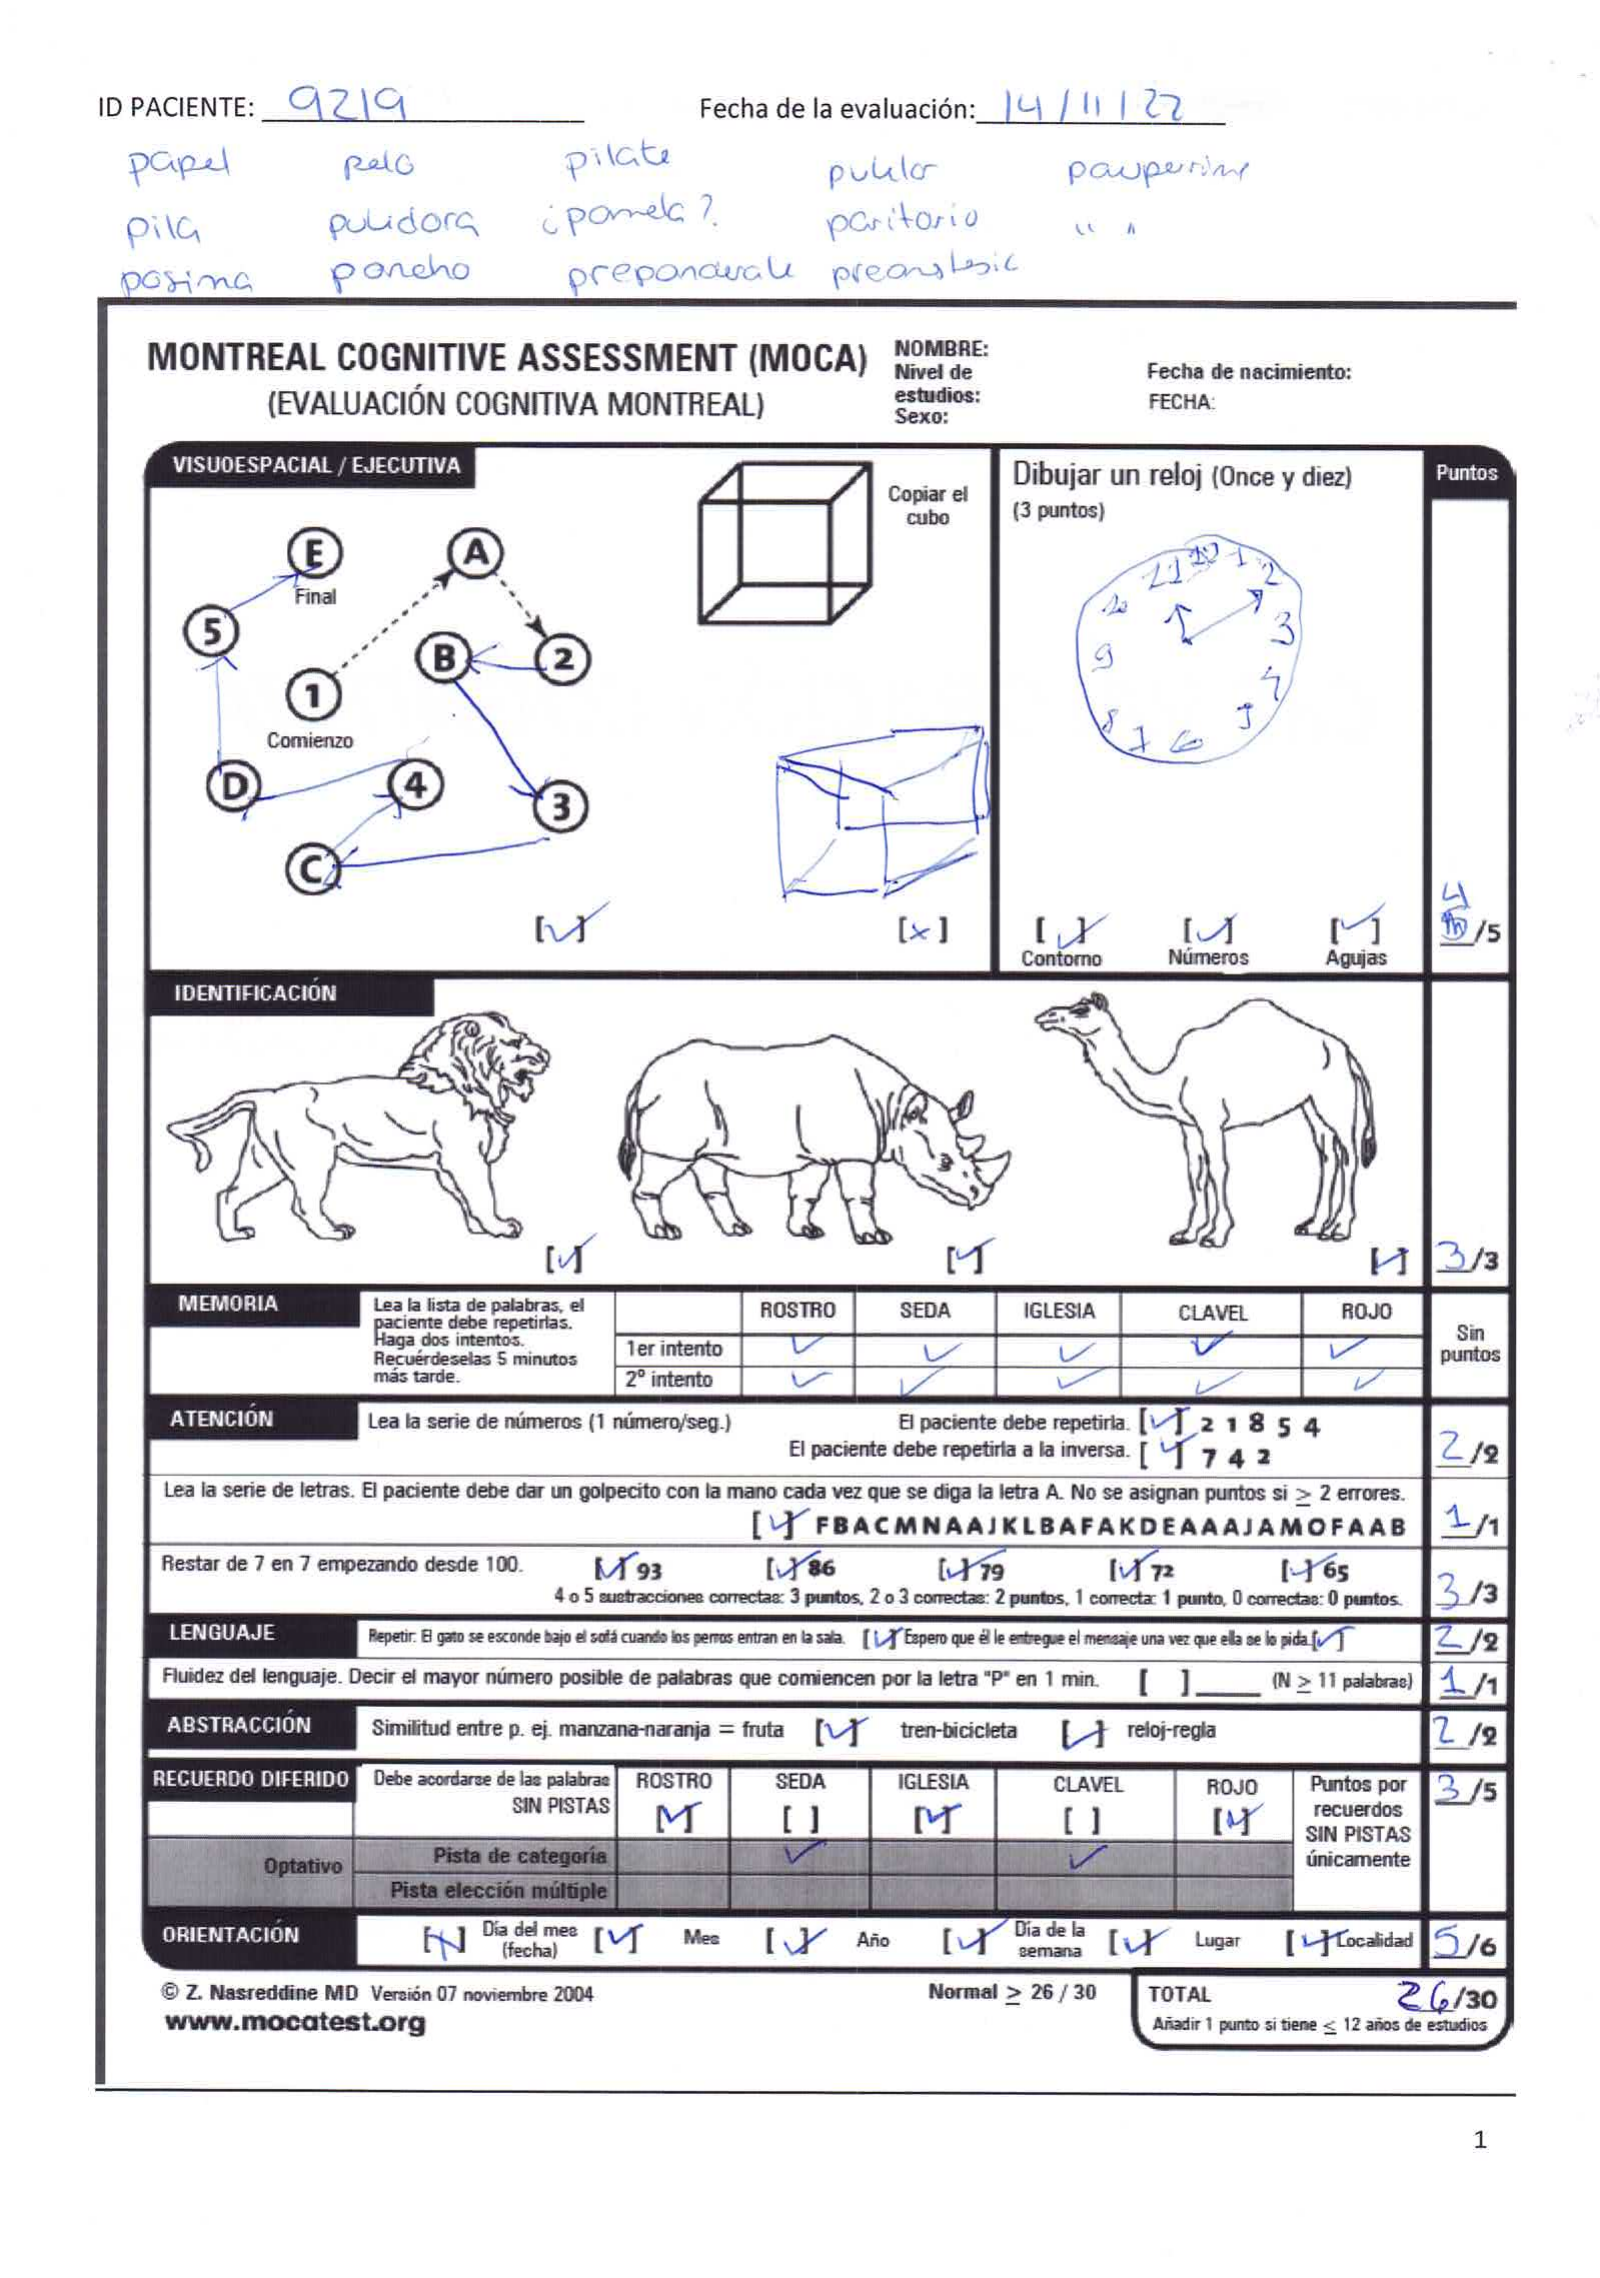 ID PACIENTE: 9219 Fecha de la evaluación: 14/11/22
papel pelo pilate
pila pulidora ¿pamela? paritorio " "
poncho
MONTREAL COGNITIVE ASSESSMENT (MOCA)
(EVALUACIÓN COGNITIVA MONTREAL)
NOMBRE:
Nivel de
estudios:
Sexo:
Fecha de nacimiento:
FECHA:
VISUOESPACIAL / EJECUTIVA
E
Final
A
5
B
2
1
Comienzo
D
4
3
C
[✓]
Copiar el
cubo
[x]
Dibujar un reloj (Once y diez)
(3 puntos)
11 12 1 2
10 3
9 4
8 7 6 5
[✓] [✓] [✓]
Contorno Números Agujas
Puntos
4
/5
IDENTIFICACIÓN
[✓] [✓] [✓] 3/3
MEMORIA
Lea la lista de palabras, el
paciente debe repetirlas.
Haga dos intentos.
Recuérdeselas 5 minutos
más tarde.
ROSTRO SEDA IGLESIA CLAVEL ROJO
1er intento ✓ ✓ ✓ ✓ ✓
2º intento ✓ ✓ ✓ ✓ ✓
Sin
puntos
ATENCIÓN
Lea la serie de números (1 número/seg.) El paciente debe repetirla. [✓] 2 1 8 5 4
El paciente debe repetirla a la inversa. [✓] 7 4 2 2/2
Lea la serie de letras. El paciente debe dar un golpecito con la mano cada vez que se diga la letra A. No se asignan puntos si ≥ 2 errores.
[✓] FBACMNAAJKLBAFAKDEAAAJAMOFAAB 1/1
Restar de 7 en 7 empezando desde 100. [✓] 93 [✓] 86 [✓] 79 [✓] 72 [✓] 65
4 o 5 sustracciones correctas: 3 puntos, 2 o 3 correctas: 2 puntos, 1 correcta: 1 punto, 0 correctas: 0 puntos. 3/3
LENGUAJE
Repetir: El gato se esconde bajo el sofá cuando los perros entran en la sala. [✓] Espero que él le entregue el mensaje una vez que ella se lo pida. [✓] 2/2
Fluidez del lenguaje. Decir el mayor número posible de palabras que comiencen por la letra "P" en 1 min. [ ] ____ (N ≥ 11 palabras) 1/1
ABSTRACCIÓN
Similitud entre p. ej. manzana-naranja = fruta [✓] tren-bicicleta [✓] reloj-regla 2/2
RECUERDO DIFERIDO
Debe acordarse de las palabras
SIN PISTAS
ROSTRO SEDA IGLESIA CLAVEL ROJO
[✓] [ ] [✓] [ ] [✓]
Puntos por
recuerdos
SIN PISTAS
únicamente
3/5
Optativo
Pista de categoría ✓ ✓
Pista elección múltiple
ORIENTACIÓN
[x] Día del mes (fecha) [✓] Mes [✓] Año [✓] Día de la semana [✓] Lugar [✓] Localidad 5/6
© Z. Nasreddine MD Versión 07 noviembre 2004
www.mocatest.org
Normal ≥ 26 / 30
TOTAL 26/30
Añadir 1 punto si tiene ≤ 12 años de estudios
1